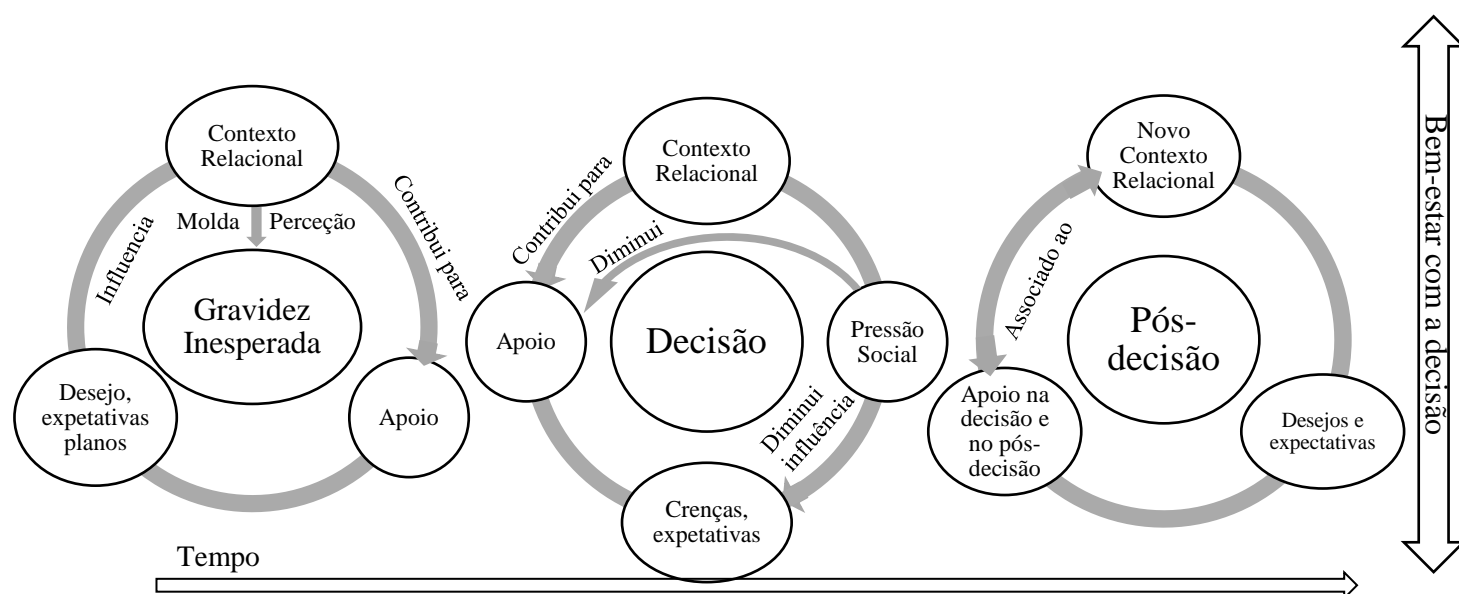 Contexto
Relacional
Influencia
Molda
Perceção
Contribui para
Gravidez
Inesperada
Desejo,
expetativas
planos
Apoio
Contexto
Relacional
Contribui para
Diminui
Apoio
Decisão
Pressão
Social
Diminui
influência
Crenças,
expetativas
Novo
Contexto
Relacional
Associado ao
Pós-
decisão
Apoio na
decisão e
no pós-
decisão
Desejos e
expectativas
Bem-estar com a decisão
Tempo